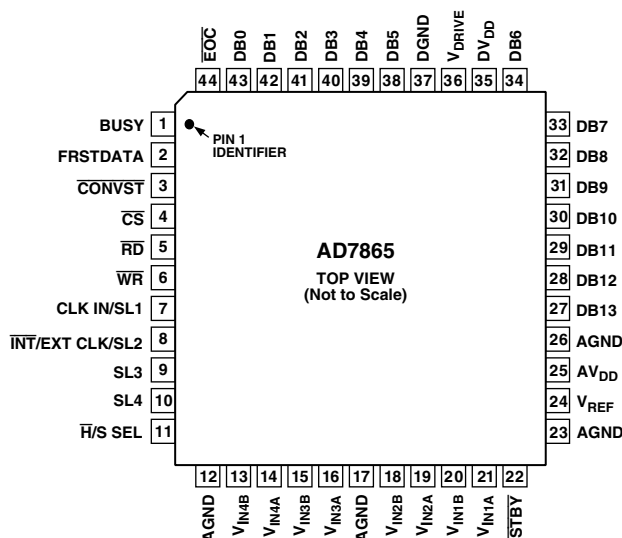 EOC DB0 DB1 DB2 DB3 DB4 DB5 DGND VDRIVE DVDD DB6
44 43 42 41 40 39 38 37 36 35 34
BUSY 1
FRSTDATA 2
CONVST 3
CS 4
RD 5
WR 6
CLK IN/SL1 7
INT/EXT CLK/SL2 8
SL3 9
SL4 10
H/S SEL 11
PIN 1
IDENTIFIER
AD7865
TOP VIEW
(Not to Scale)
33 DB7
32 DB8
31 DB9
30 DB10
29 DB11
28 DB12
27 DB13
26 AGND
25 AVDD
24 VREF
23 AGND
12 13 14 15 16 17 18 19 20 21 22
AGND VIN4B VIN4A VIN3B VIN3A AGND VIN2B VIN2A VIN1B VIN1A STBY